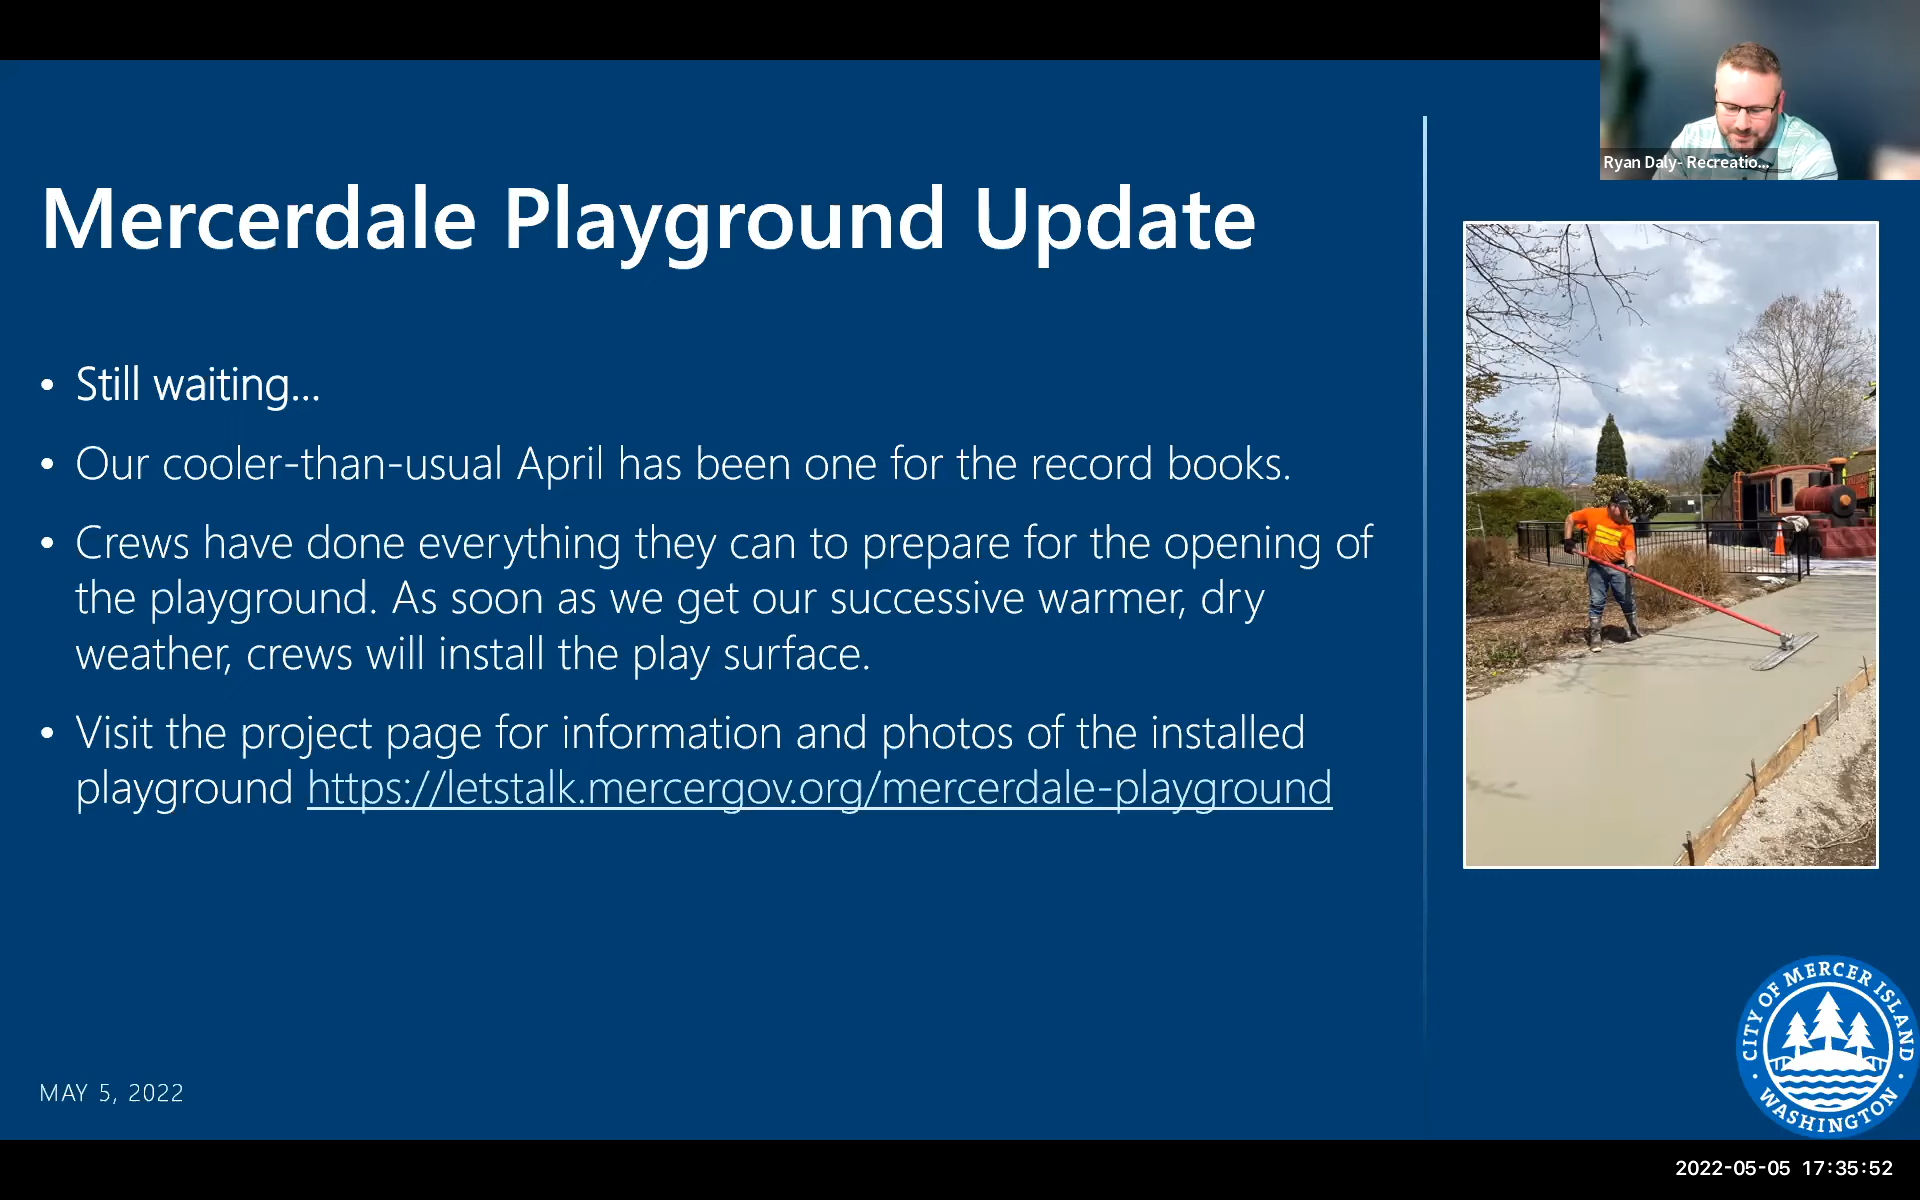 Ryan Daly- Recreatio...
Mercerdale Playground Update
• Still waiting...
• Our cooler-than-usual April has been one for the record books.
• Crews have done everything they can to prepare for the opening of
the playground. As soon as we get our successive warmer, dry
weather, crews will install the play surface.
• Visit the project page for information and photos of the installed
playground https://letstalk.mercergov.org/mercerdale-playground
MAY 5, 2022
CITY OF MERCER ISLAND
· WASHINGTON ·
2022-05-05 17:35:52